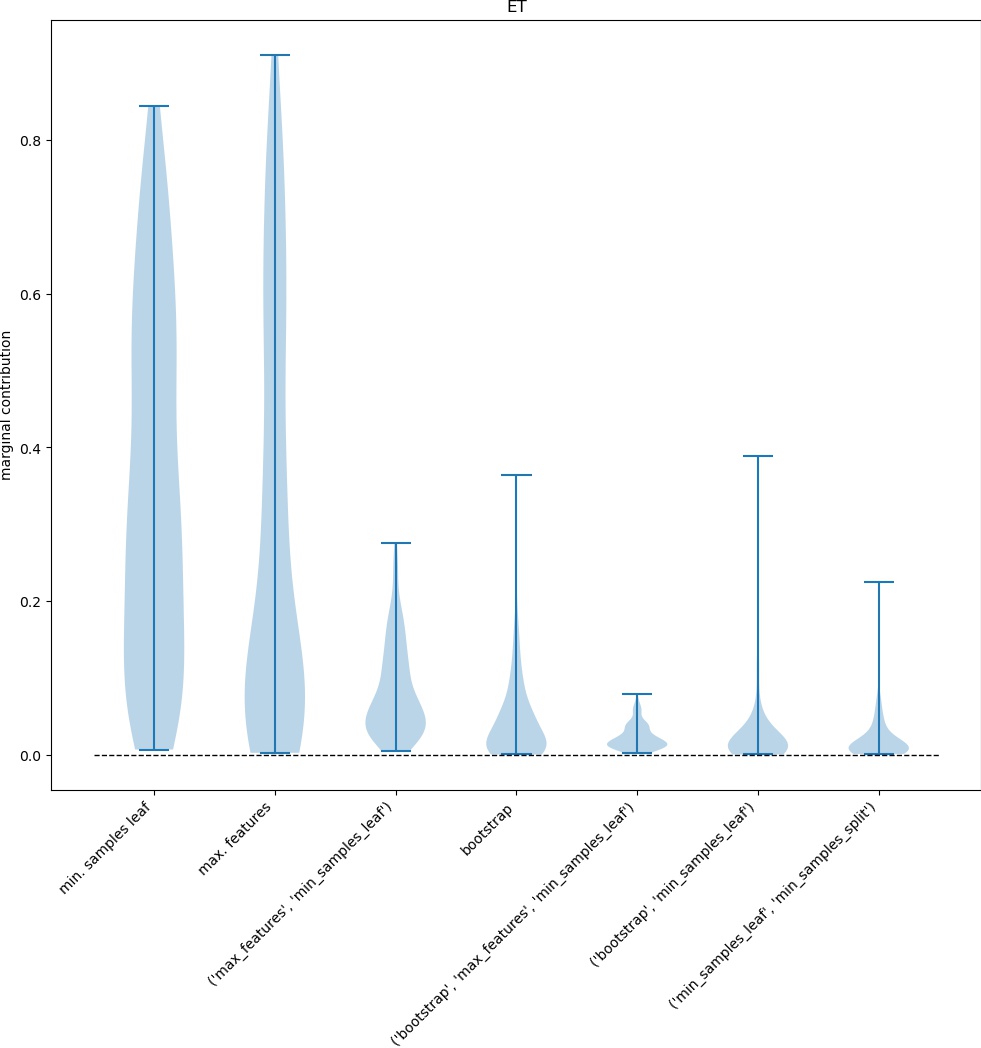 ET
marginal contribution
0.8
0.6
0.4
0.2
0.0
min. samples leaf
max. features
('max_features', 'min_samples_leaf')
bootstrap
('bootstrap', 'max_features', 'min_samples_leaf')
('bootstrap', 'min_samples_leaf')
('min_samples_leaf', 'min_samples_split')